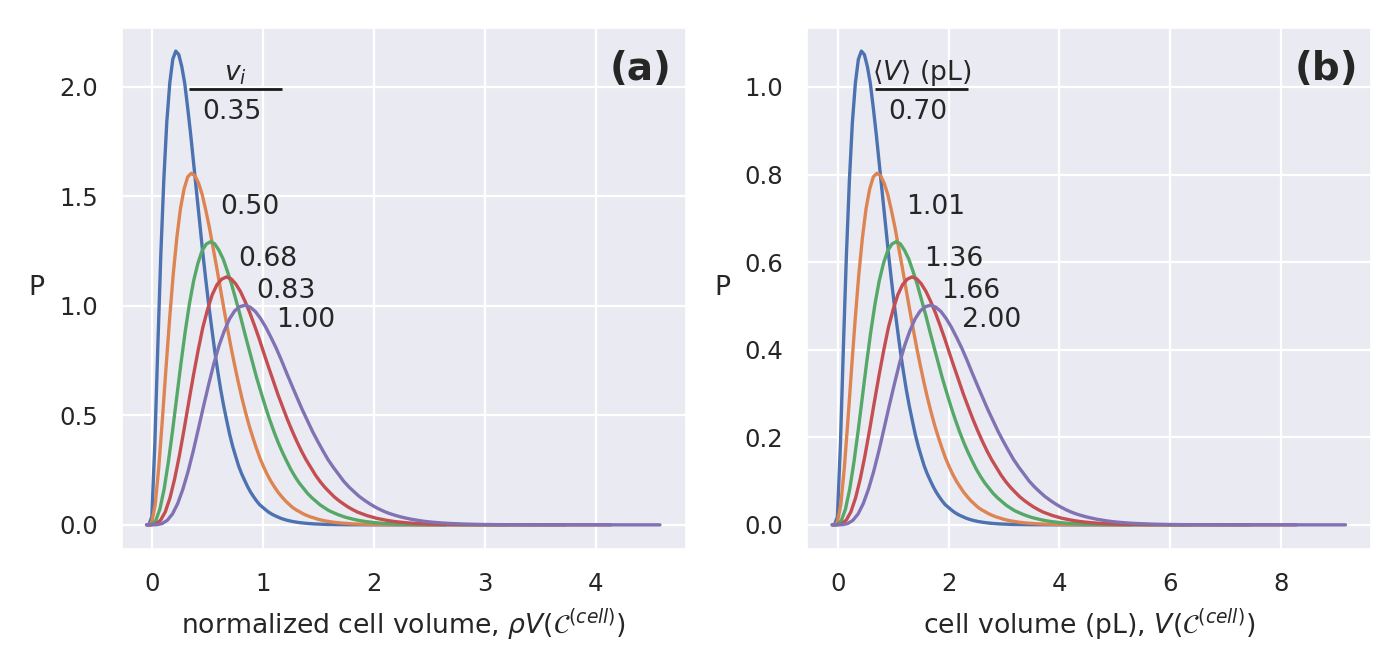 (a)
v_i
0.35
0.50
0.68
0.83
1.00
2.0
1.5
1.0
0.5
0.0
P
0 1 2 3 4
normalized cell volume, ρV(𝒞^(cell))
(b)
⟨V⟩ (pL)
0.70
1.01
1.36
1.66
2.00
1.0
0.8
0.6
0.4
0.2
0.0
P
0 2 4 6 8
cell volume (pL), V(𝒞^(cell))